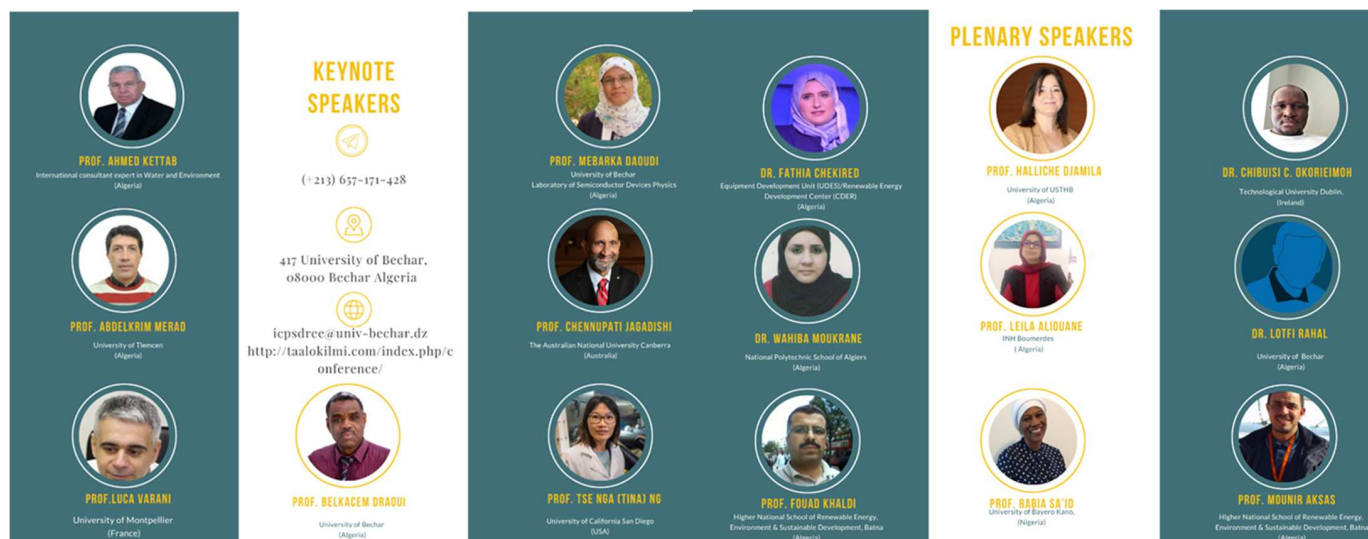 PROF. AHMED KETTAB
International consultant expert in Water and Environment
(Algeria)
PROF. ABDELKRIM MERAD
University of Tlemcen
(Algeria)
PROF.LUCA VARANI
University of Montpellier
(France)
KEYNOTE
SPEAKERS
(+213) 657-171-428
417 University of Bechar,
08000 Bechar Algeria
icpsdree@univ-bechar.dz
http://taalokilmi.com/index.php/c
onference/
PROF. BELKACEM DRAOUI
University of Bechar
(Algeria)
PROF. MEBARKA DAOUDI
University of Bechar
Laboratory of Semiconductor Devices Physics
(Algeria)
PROF. CHENNUPATI JAGADISHI
The Australian National University Canberra
(Australia)
PROF. TSE NGA (TINA) NG
University of California San Diego
(USA)
DR. FATHIA CHEKIRED
Equipment Development Unit (UDES)/Renewable Energy
Development Center (CDER)
(Algeria)
DR. WAHIBA MOUKRANE
National Polytechnic School of Algiers
(Algeria)
PROF. FOUAD KHALDI
Higher National School of Renewable Energy,
Environment & Sustainable Development, Batna
(Algeria)
PLENARY SPEAKERS
PROF. HALLICHE DJAMILA
University of USTHB
(Algeria)
PROF. LEILA ALIOUANE
INH Boumerdes
( Algeria)
PROF. RABIA SA'ID
University of Bayero Kano,
(Nigeria)
DR. CHIBUISI C. OKORIEIMOH
Technological University Dublin,
(Ireland)
DR. LOTFI RAHAL
University of Bechar
(Algeria)
PROF. MOUNIR AKSAS
Higher National School of Renewable Energy,
Environment & Sustainable Development, Batna
(Algeria)